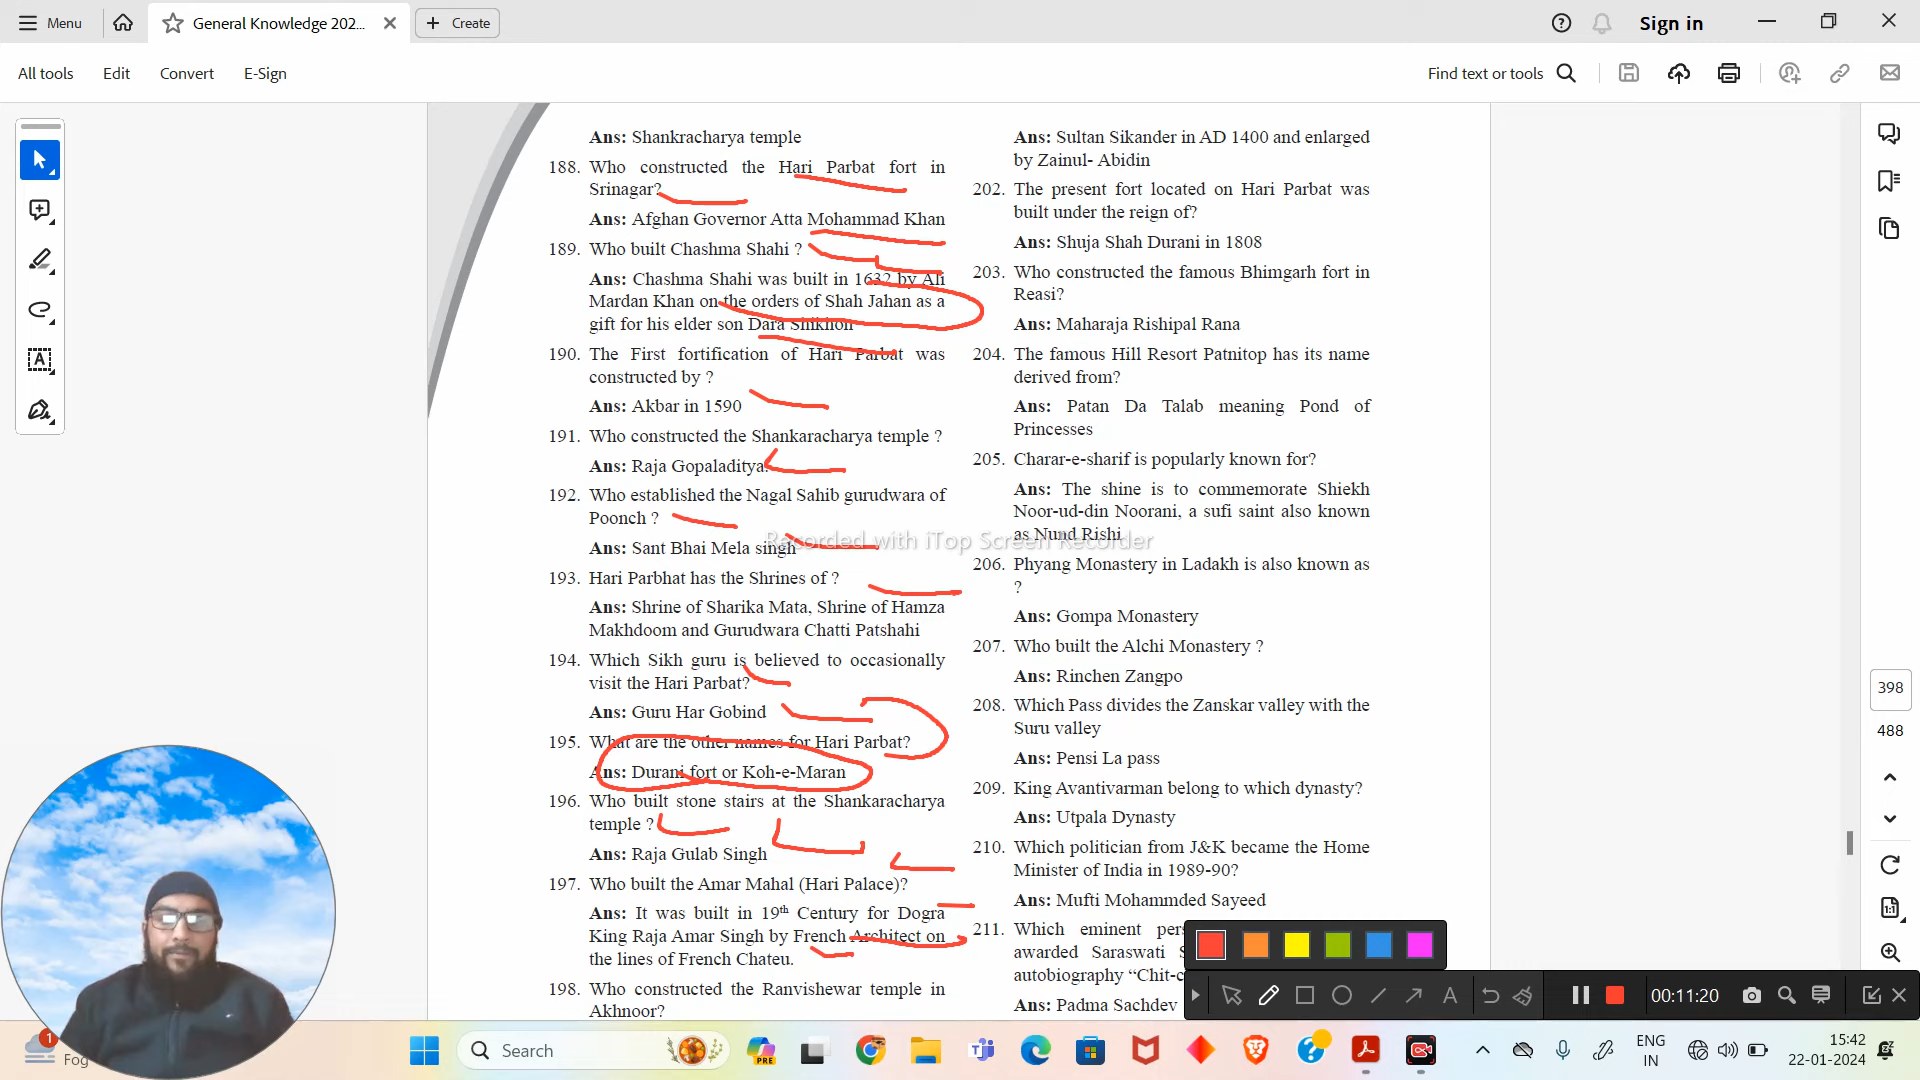 Menu
General Knowledge 202...
Create
Sign in
All tools
Edit
Convert
E-Sign
Find text or tools
Ans: Shankracharya temple
188. Who constructed the Hari Parbat fort in
Srinagar?
Ans: Afghan Governor Atta Mohammad Khan
189. Who built Chashma Shahi ?
Ans: Chashma Shahi was built in 1632 by Ali
Mardan Khan on the orders of Shah Jahan as a
gift for his elder son Dara Shikhoh
190. The First fortification of Hari Parbat was
constructed by ?
Ans: Akbar in 1590
191. Who constructed the Shankaracharya temple ?
Ans: Raja Gopaladitya.
192. Who established the Nagal Sahib gurudwara of
Poonch ?
Ans: Sant Bhai Mela singh
193. Hari Parbhat has the Shrines of ?
Ans: Shrine of Sharika Mata, Shrine of Hamza
Makhdoom and Gurudwara Chatti Patshahi
194. Which Sikh guru is believed to occasionally
visit the Hari Parbat?
Ans: Guru Har Gobind
195. What are the other names for Hari Parbat?
Ans: Durani fort or Koh-e-Maran
196. Who built stone stairs at the Shankaracharya
temple ?
Ans: Raja Gulab Singh
197. Who built the Amar Mahal (Hari Palace)?
Ans: It was built in 19th Century for Dogra
King Raja Amar Singh by French Architect on
the lines of French Chateu.
198. Who constructed the Ranvishewar temple in
Akhnoor?
Ans: Sultan Sikander in AD 1400 and enlarged
by Zainul- Abidin
202. The present fort located on Hari Parbat was
built under the reign of?
Ans: Shuja Shah Durani in 1808
203. Who constructed the famous Bhimgarh fort in
Reasi?
Ans: Maharaja Rishipal Rana
204. The famous Hill Resort Patnitop has its name
derived from?
Ans: Patan Da Talab meaning Pond of
Princesses
205. Charar-e-sharif is popularly known for?
Ans: The shine is to commemorate Shiekh
Noor-ud-din Noorani, a sufi saint also known
as Nund Rishi
206. Phyang Monastery in Ladakh is also known as
?
Ans: Gompa Monastery
207. Who built the Alchi Monastery ?
Ans: Rinchen Zangpo
208. Which Pass divides the Zanskar valley with the
Suru valley
Ans: Pensi La pass
209. King Avantivarman belong to which dynasty?
Ans: Utpala Dynasty
210. Which politician from J&K became the Home
Minister of India in 1989-90?
Ans: Mufti Mohammded Sayeed
211. Which eminent pers
awarded Saraswati S
autobiography "Chit-c
Ans: Padma Sachdev
Recorded with iTop Screen Recorder
398
488
00:11:20
1
Fog
Search
PRE
ENG
IN
15:42
22-01-2024